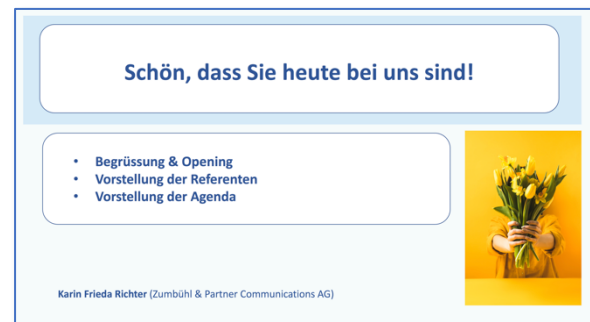 Schön, dass Sie heute bei uns sind!
• Begrüssung & Opening
• Vorstellung der Referenten
• Vorstellung der Agenda
Karin Frieda Richter (Zumbühl & Partner Communications AG)